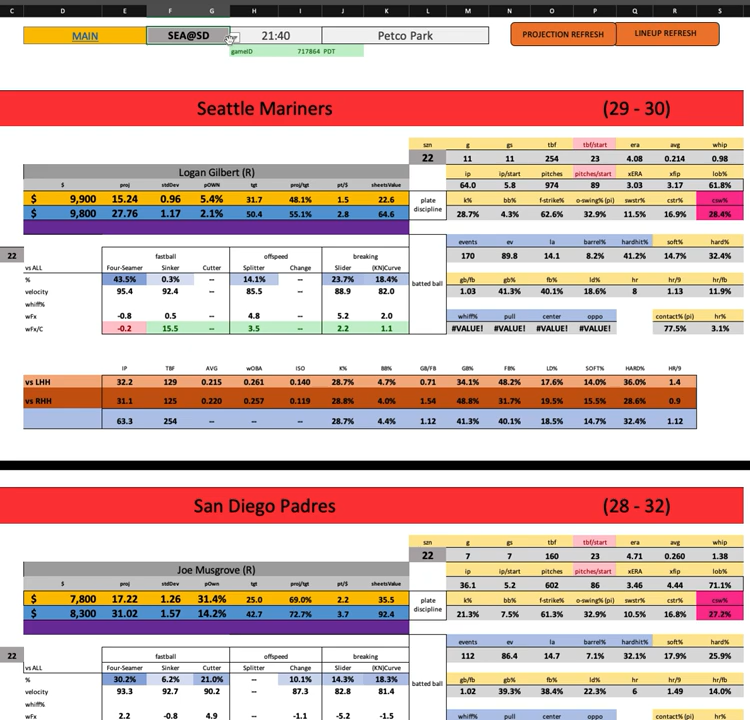 C D E F G H I J K L M N O P Q R S
MAIN SEA@SD 21:40 Petco Park PROJECTION REFRESH LINEUP REFRESH
gameID 717864 PDT
Seattle Mariners (29 - 30)
szn g gs tbf tbf/start era avg whip
22 11 11 254 23 4.08 0.214 0.98
Logan Gilbert (R) ip ip/start pitches pitches/start xERA xfip lob%
$ proj stdDev pOWN tgt proj/tgt pt/$ sheetsValue 64.0 5.8 974 89 3.03 3.17 61.8%
$ 9,900 15.24 0.96 5.4% 31.7 48.1% 1.5 22.6 plate discipline k% bb% f-strike% o-swing% (pi) swstr% cstr% csw%
$ 9,800 27.76 1.17 2.1% 50.4 55.1% 2.8 64.6 28.7% 4.3% 62.6% 32.9% 11.5% 16.9% 28.4%
events ev la barrel% hardhit% soft% hard%
22 fastball offspeed breaking 170 89.8 14.1 8.2% 41.2% 14.7% 32.4%
vs ALL Four-Seamer Sinker Cutter Splitter Change Slider (KN)Curve batted ball
% 43.5% 0.3% -- 14.1% -- 23.7% 18.4% gb/fb gb% fb% ld% hr hr/9 hr/fb
velocity 95.4 92.4 -- 85.5 -- 88.9 82.0 1.03 41.3% 40.1% 18.6% 8 1.13 11.9%
whiff%
wFx -0.8 0.5 -- 4.8 -- 5.2 2.0 whiff% pull center oppo contact% (pi) hr%
wFx/C -0.2 15.5 -- 3.5 -- 2.2 1.1 #VALUE! #VALUE! #VALUE! #VALUE! 77.5% 3.1%
IP TBF AVG wOBA ISO K% BB% GB/FB GB% FB% LD% SOFT% HARD% HR/9
vs LHH 32.2 129 0.215 0.261 0.140 28.7% 4.7% 0.71 34.1% 48.2% 17.6% 14.0% 36.0% 1.4
vs RHH 31.1 125 0.220 0.257 0.119 28.8% 4.0% 1.54 48.8% 31.7% 19.5% 15.5% 28.6% 0.9
63.3 254 -- -- -- 28.7% 4.4% 1.12 41.3% 40.1% 18.5% 14.7% 32.4% 1.12
San Diego Padres (28 - 32)
szn g gs tbf tbf/start era avg whip
22 7 7 160 23 4.71 0.260 1.38
Joe Musgrove (R) ip ip/start pitches pitches/start xERA xfip lob%
$ proj stdDev pOwn tgt proj/tgt pt/$ sheetsValue 36.1 5.2 602 86 3.46 4.44 71.1%
$ 7,800 17.22 1.26 31.4% 25.0 69.0% 2.2 35.5 plate discipline k% bb% f-strike% o-swing% (pi) swstr% cstr% csw%
$ 8,300 31.02 1.57 14.2% 42.7 72.7% 3.7 92.4 21.3% 7.5% 61.3% 32.9% 10.5% 16.8% 27.2%
events ev la barrel% hardhit% soft% hard%
22 fastball offspeed breaking 112 86.4 14.7 7.1% 32.1% 17.9% 25.9%
vs ALL Four-Seamer Sinker Cutter Splitter Change Slider (KN)Curve batted ball
% 30.2% 6.2% 21.0% -- 10.1% 14.3% 18.3% gb/fb gb% fb% ld% hr hr/9 hr/fb
velocity 93.3 92.7 90.2 -- 87.3 82.8 81.4 1.02 39.3% 38.4% 22.3% 6 1.49 14.0%
whiff%
wFx 2.2 -0.8 4.9 -- -1.1 -5.2 -1.5 whiff% pull center oppo contact% (pi) hr%